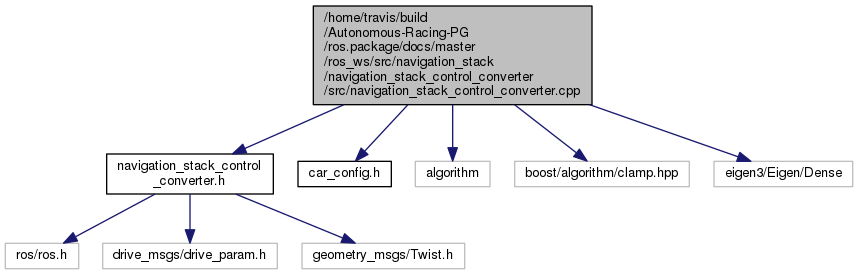 /home/travis/build
/Autonomous-Racing-PG
/ros.package/docs/master
/ros_ws/src/navigation_stack
/navigation_stack_control_converter
/src/navigation_stack_control_converter.cpp
navigation_stack_control
_converter.h
car_config.h
algorithm
boost/algorithm/clamp.hpp
eigen3/Eigen/Dense
ros/ros.h
drive_msgs/drive_param.h
geometry_msgs/Twist.h